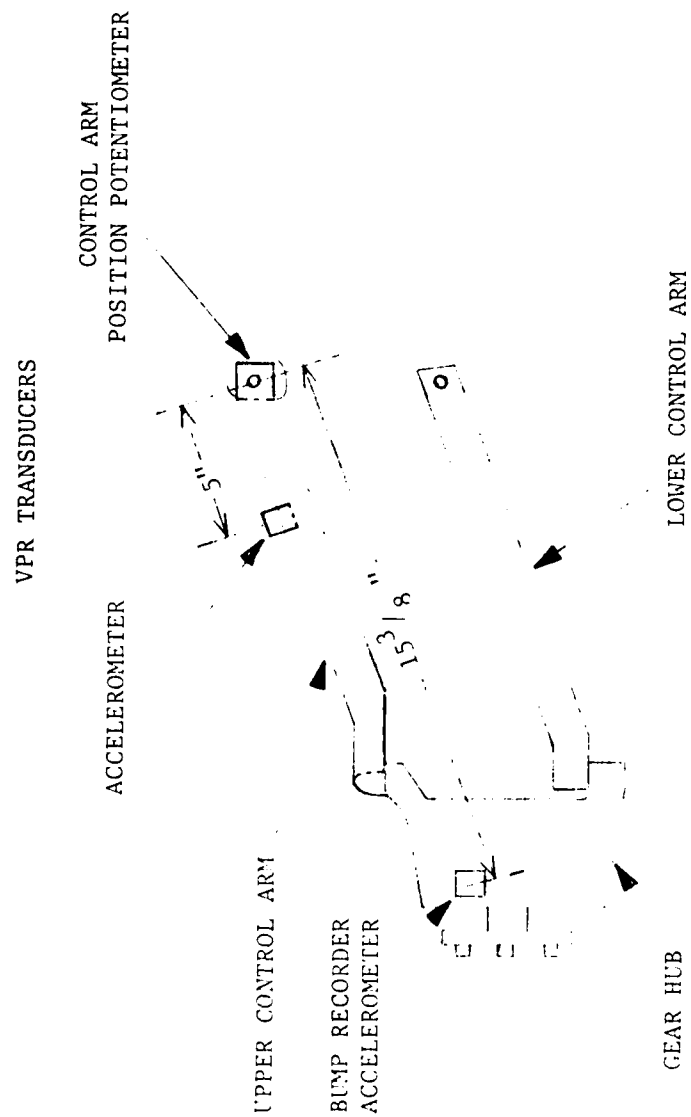 VPR TRANSDUCERS
CONTROL ARM
POSITION POTENTIOMETER
ACCELEROMETER
5"
15 3/8 "
UPPER CONTROL ARM
BUMP RECORDER
ACCELEROMETER
LOWER CONTROL ARM
GEAR HUB